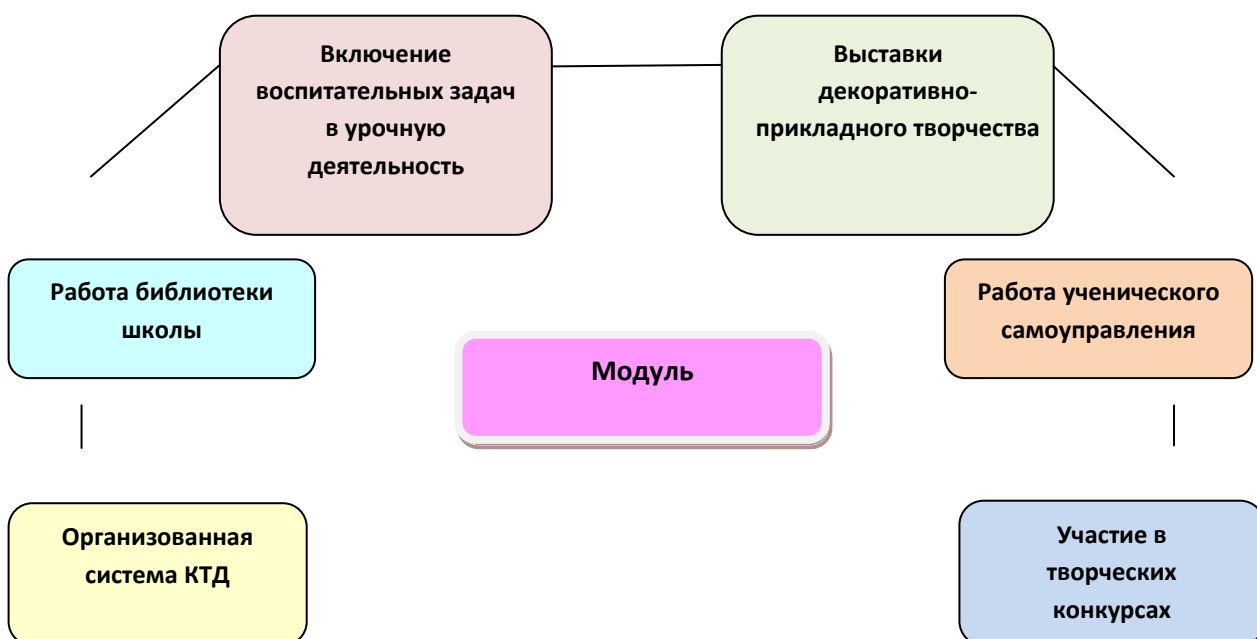 Включение
воспитательных задач
в урочную
деятельность
Выставки
декоративно-
прикладного творчества
Работа библиотеки
школы
Модуль
Работа ученического
самоуправления
Организованная
система КТД
Участие в
творческих
конкурсах